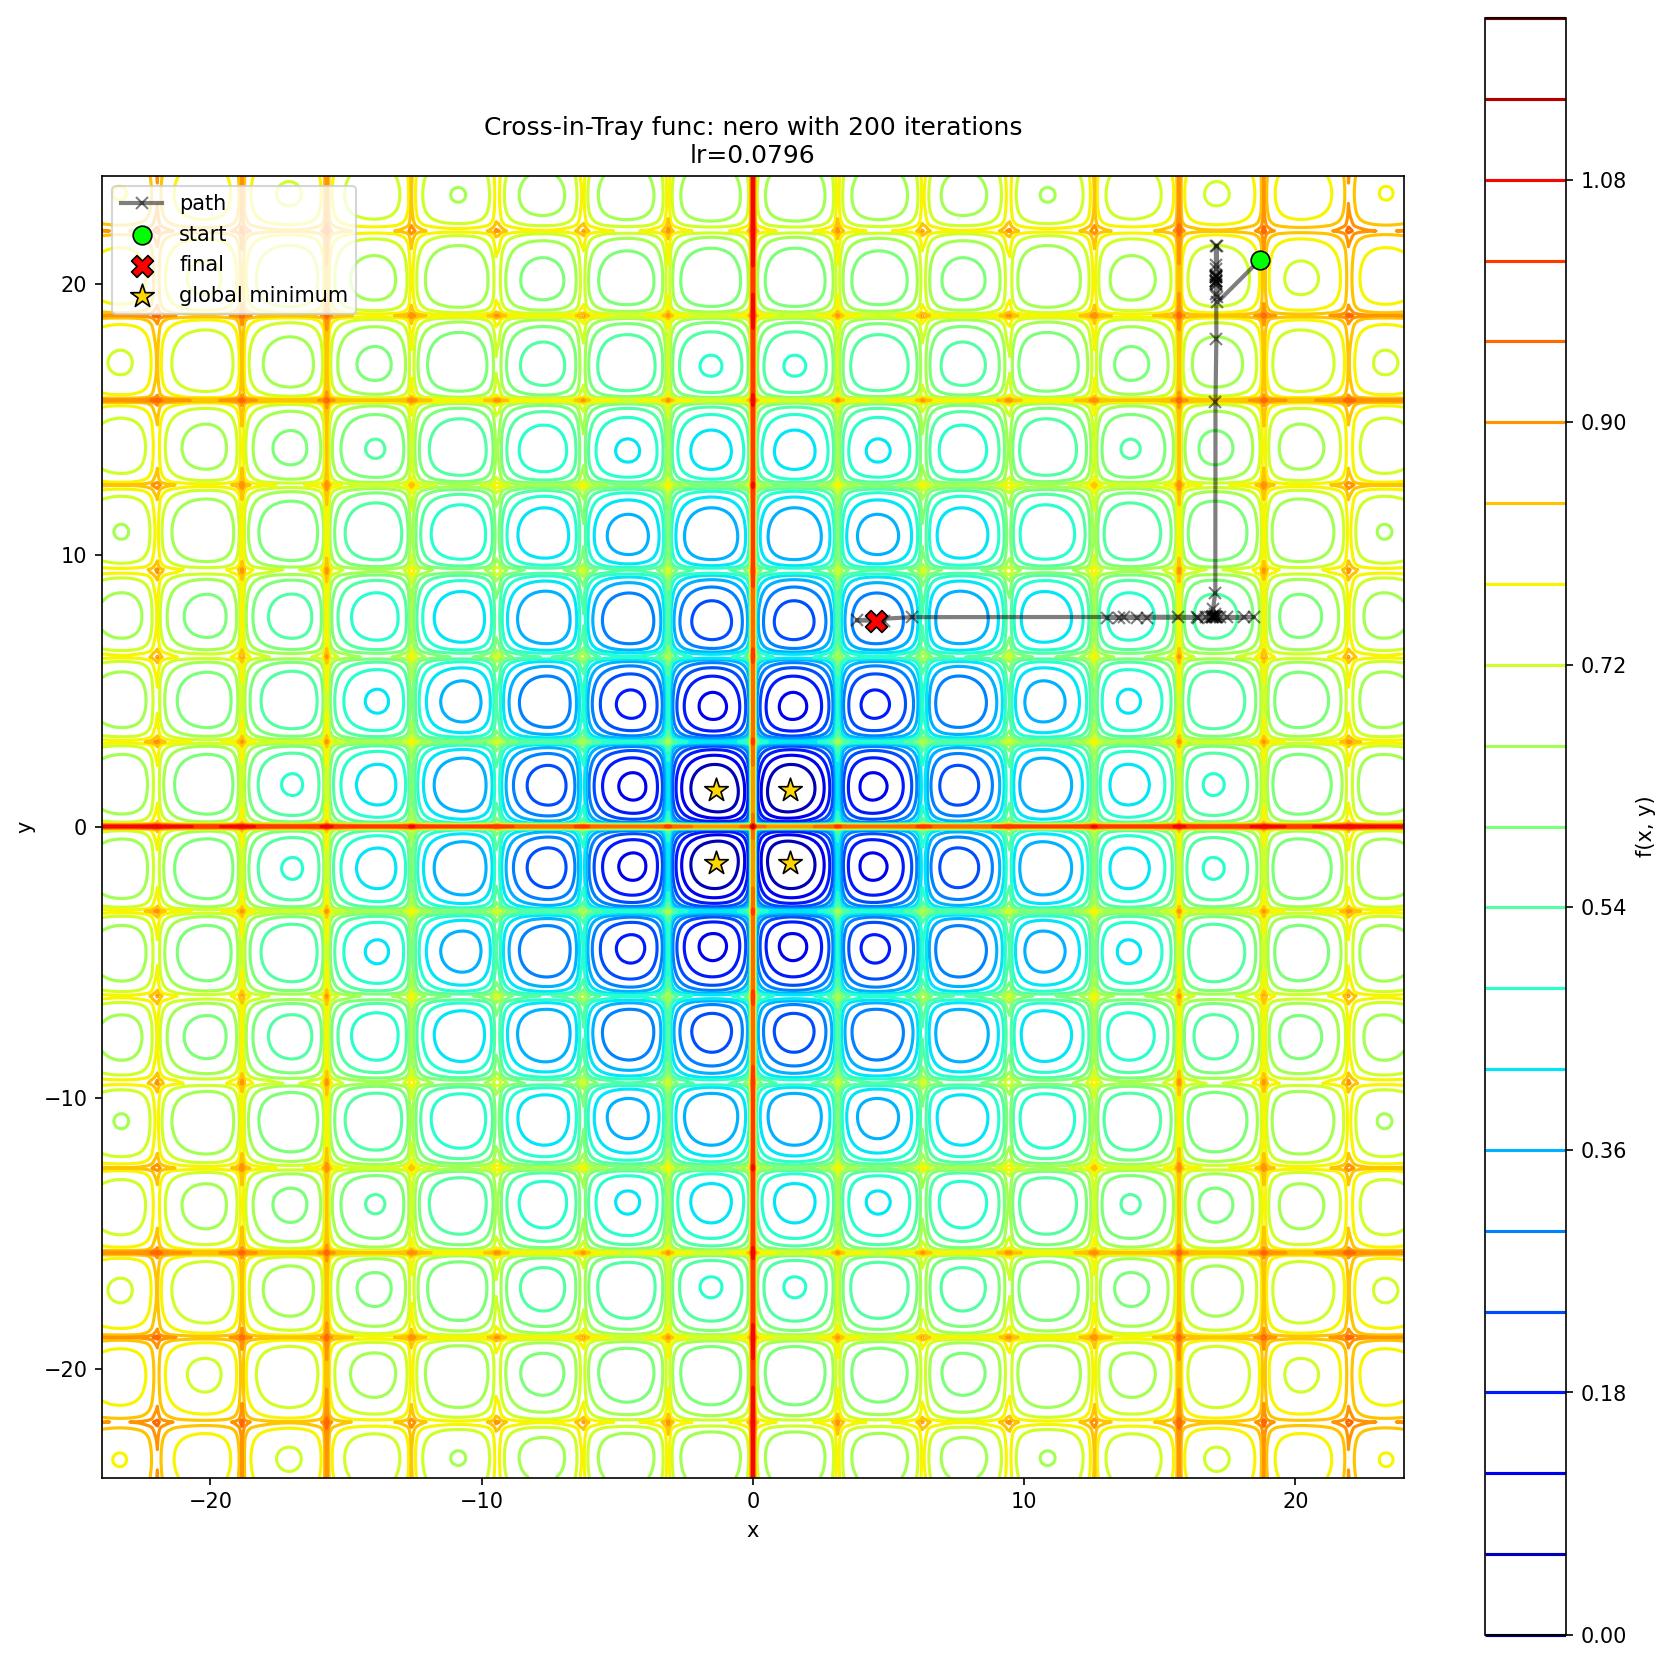 Cross-in-Tray func: nero with 200 iterations
lr=0.0796
path
start
final
global minimum
20
10
0
−10
−20
y
−20
−10
0
10
20
x
1.08
0.90
0.72
0.54
0.36
0.18
0.00
f(x, y)